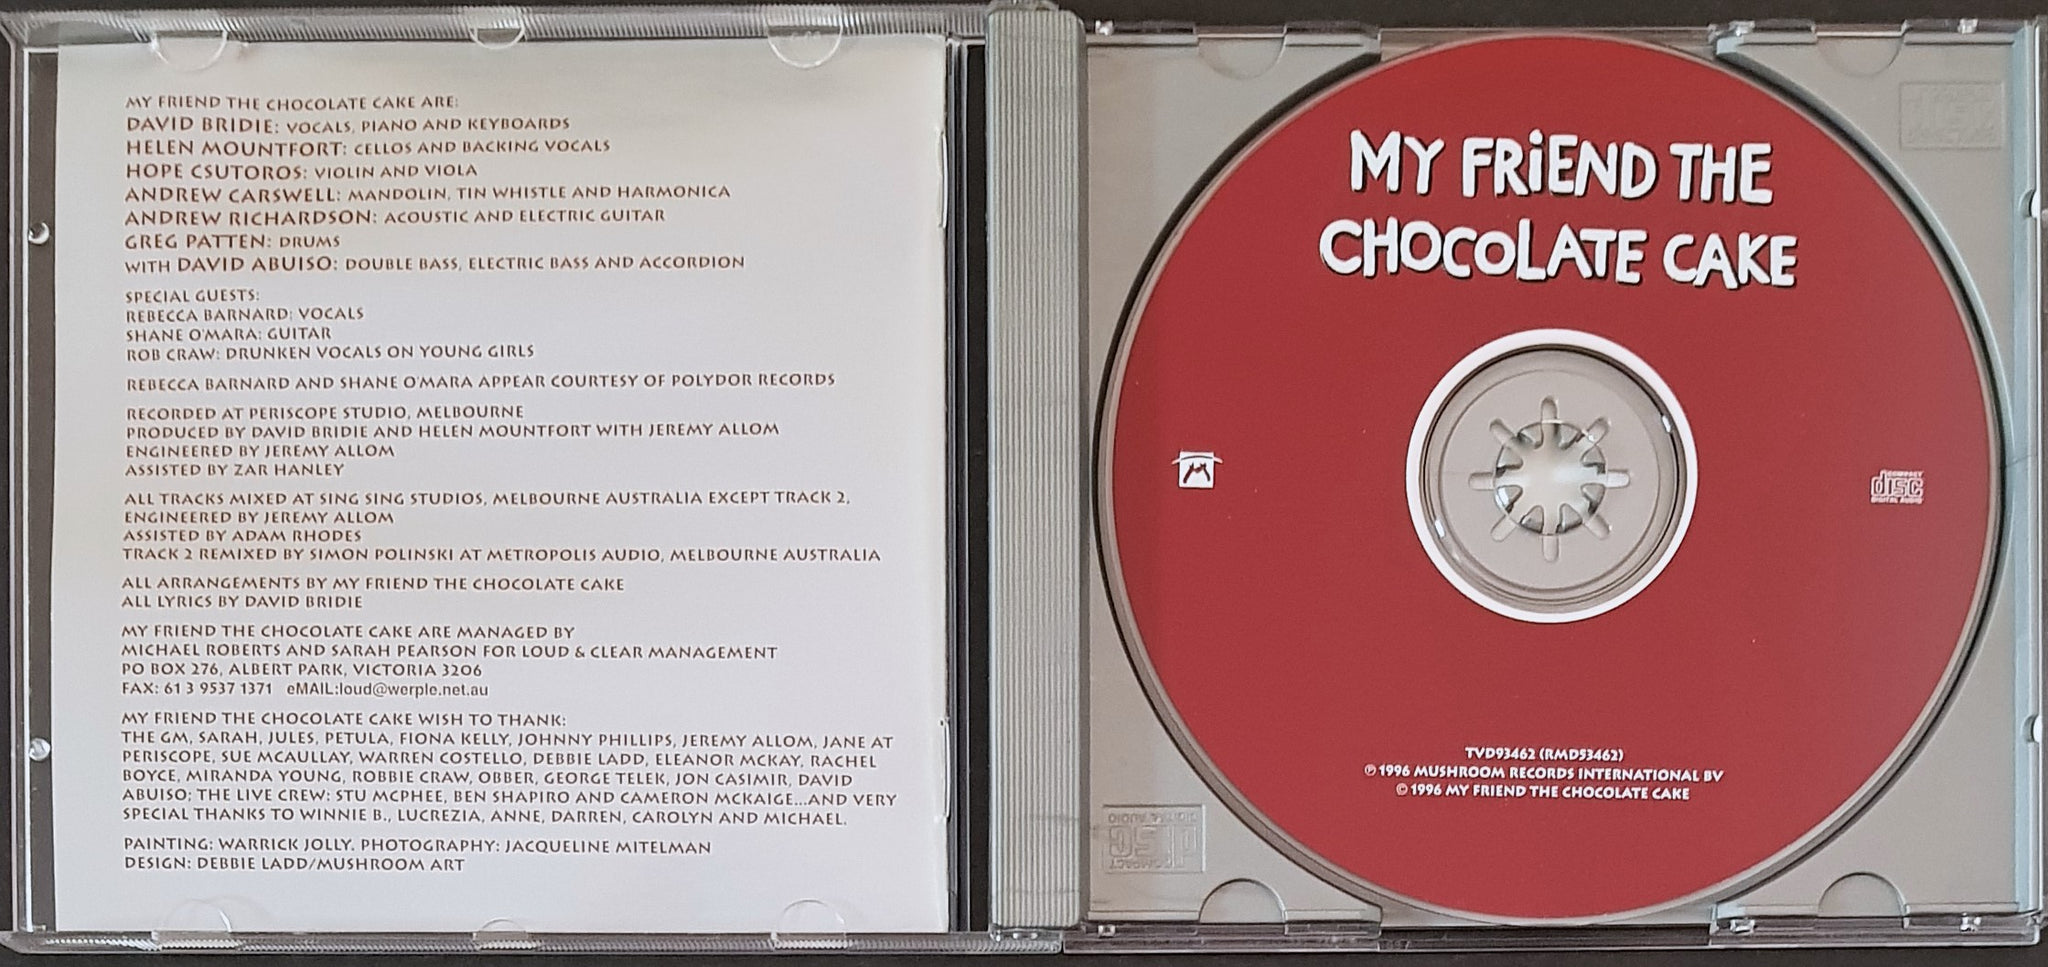 MY FRIEND THE CHOCOLATE CAKE ARE:
DAVID BRIDIE: VOCALS, PIANO AND KEYBOARDS
HELEN MOUNTFORT: CELLOS AND BACKING VOCALS
HOPE CSUTOROS: VIOLIN AND VIOLA
ANDREW CARSWELL: MANDOLIN, TIN WHISTLE AND HARMONICA
ANDREW RICHARDSON: ACOUSTIC AND ELECTRIC GUITAR
GREG PATTEN: DRUMS
WITH DAVID ABUISO: DOUBLE BASS, ELECTRIC BASS AND ACCORDION
SPECIAL GUESTS:
REBECCA BARNARD: VOCALS
SHANE O'MARA: GUITAR
ROB CRAW: DRUNKEN VOCALS ON YOUNG GIRLS
REBECCA BARNARD AND SHANE O'MARA APPEAR COURTESY OF POLYDOR RECORDS
RECORDED AT PERISCOPE STUDIO, MELBOURNE
PRODUCED BY DAVID BRIDIE AND HELEN MOUNTFORT WITH JEREMY ALLOM
ENGINEERED BY JEREMY ALLOM
ASSISTED BY ZAR HANLEY
ALL TRACKS MIXED AT SING SING STUDIOS, MELBOURNE AUSTRALIA EXCEPT TRACK 2,
ENGINEERED BY JEREMY ALLOM
ASSISTED BY ADAM RHODES
TRACK 2 REMIXED BY SIMON POLINSKI AT METROPOLIS AUDIO, MELBOURNE AUSTRALIA
ALL ARRANGEMENTS BY MY FRIEND THE CHOCOLATE CAKE
ALL LYRICS BY DAVID BRIDIE
MY FRIEND THE CHOCOLATE CAKE ARE MANAGED BY
MICHAEL ROBERTS AND SARAH PEARSON FOR LOUD & CLEAR MANAGEMENT
PO BOX 276, ALBERT PARK, VICTORIA 3206
FAX: 61 3 9537 1371 eMAIL:loud@werple.net.au
MY FRIEND THE CHOCOLATE CAKE WISH TO THANK:
THE GM, SARAH, JULES, PETULA, FIONA KELLY, JOHNNY PHILLIPS, JEREMY ALLOM, JANE AT
PERISCOPE, SUE MCAULLAY, WARREN COSTELLO, DEBBIE LADD, ELEANOR MCKAY, RACHEL
BOYCE, MIRANDA YOUNG, ROBBIE CRAW, OBBER, GEORGE TELEK, JON CASIMIR, DAVID
ABUISO; THE LIVE CREW: STU MCPHEE, BEN SHAPIRO AND CAMERON MCKAIGE...AND VERY
SPECIAL THANKS TO WINNIE B., LUCREZIA, ANNE, DARREN, CAROLYN AND MICHAEL.
PAINTING: WARRICK JOLLY. PHOTOGRAPHY: JACQUELINE MITELMAN
DESIGN: DEBBIE LADD/MUSHROOM ART
MY FRiEND THE
CHOCOLATE CAKE
COMPACT
disc
DIGITAL AUDIO
TVD93462 (RMD53462)
℗ 1996 MUSHROOM RECORDS INTERNATIONAL BV
© 1996 MY FRIEND THE CHOCOLATE CAKE